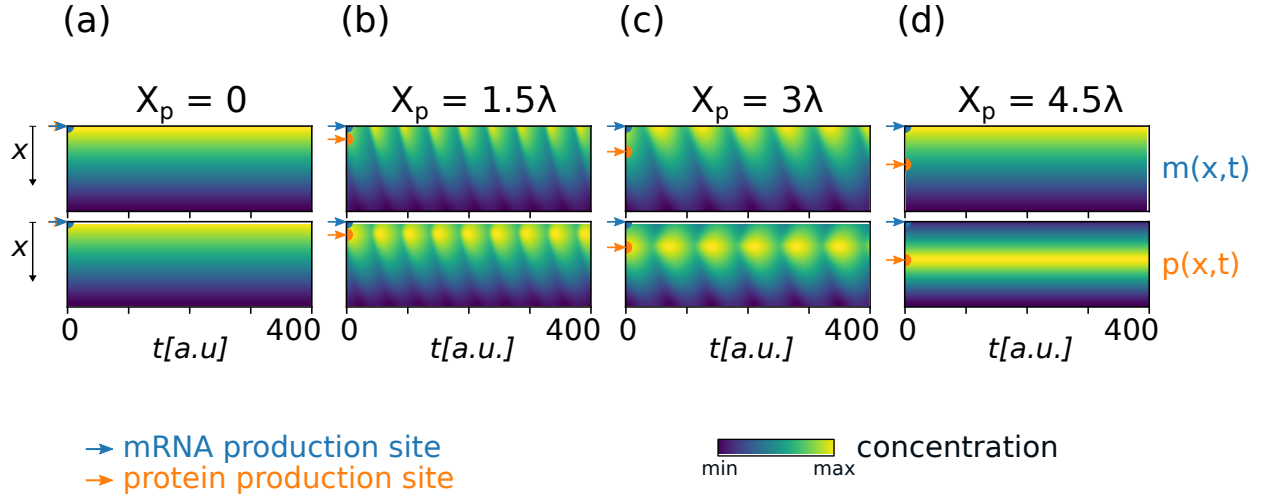 (a) (b) (c) (d)
Xp = 0 Xp = 1.5λ Xp = 3λ Xp = 4.5λ
x
m(x,t)
x
p(x,t)
0 400 0 400 0 400 0 400
t[a.u] t[a.u.] t[a.u.] t[a.u.]
mRNA production site
protein production site
concentration
min max